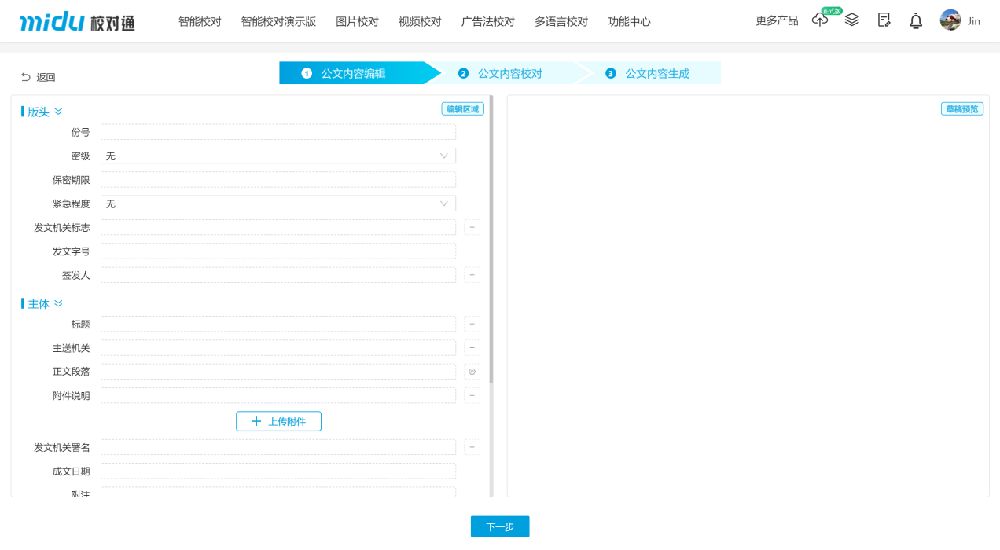 midu 校对通 智能校对 智能校对演示版 图片校对 视频校对 广告法校对 多语言校对 功能中心 更多产品 正式版 Jin
返回
1 公文内容编辑 2 公文内容校对 3 公文内容生成
版头 编辑区域
份号
密级 无
保密期限
紧急程度 无
发文机关标志 +
发文字号
签发人 +
主体
标题 +
主送机关 +
正文段落
附件说明 +
+ 上传附件
发文机关署名 +
成文日期
附注
草稿预览
下一步